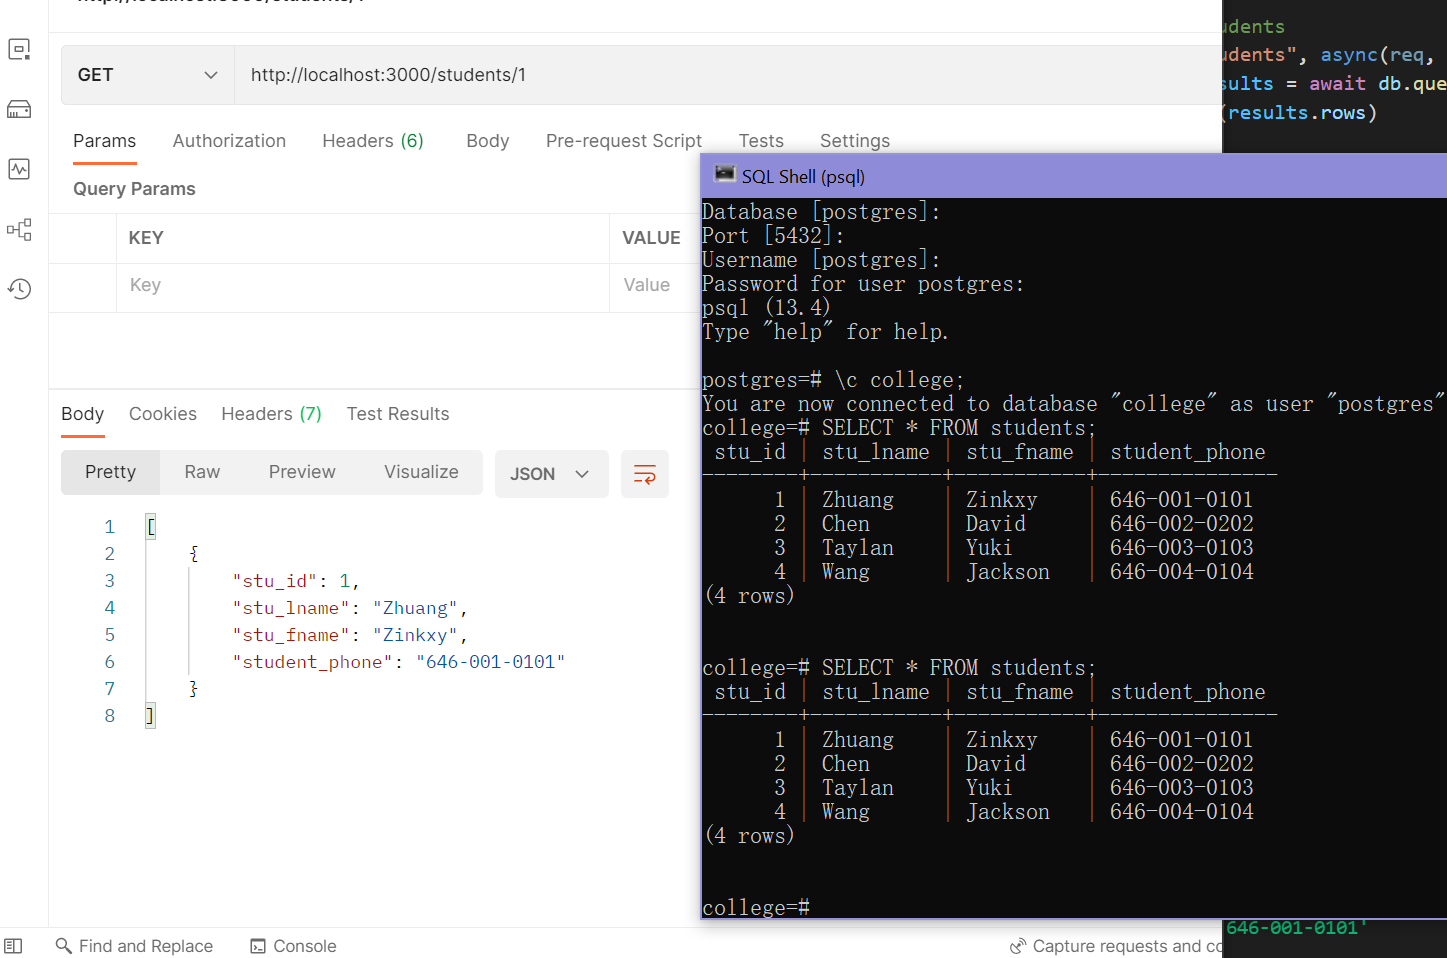 GET http://localhost:3000/students/1
Params Authorization Headers (6) Body Pre-request Script Tests Settings
Query Params
KEY VALUE
Key Value
Body Cookies Headers (7) Test Results
Pretty Raw Preview Visualize JSON
1 [
2 {
3 "stu_id": 1,
4 "stu_lname": "Zhuang",
5 "stu_fname": "Zinkxy",
6 "student_phone": "646-001-0101"
7 }
8 ]
Find and Replace Console Capture requests and
udents
udents", async(req,
sults = await db.que
(results.rows)
SQL Shell (psql)
Database [postgres]:
Port [5432]:
Username [postgres]:
Password for user postgres:
psql (13.4)
Type "help" for help.
postgres=# \c college;
You are now connected to database "college" as user "postgres"
college=# SELECT * FROM students;
stu_id | stu_lname | stu_fname | student_phone
--------+-----------+-----------+---------------
1 | Zhuang | Zinkxy | 646-001-0101
2 | Chen | David | 646-002-0202
3 | Taylan | Yuki | 646-003-0103
4 | Wang | Jackson | 646-004-0104
(4 rows)
college=# SELECT * FROM students;
stu_id | stu_lname | stu_fname | student_phone
--------+-----------+-----------+---------------
1 | Zhuang | Zinkxy | 646-001-0101
2 | Chen | David | 646-002-0202
3 | Taylan | Yuki | 646-003-0103
4 | Wang | Jackson | 646-004-0104
(4 rows)
college=#
646-001-0101'